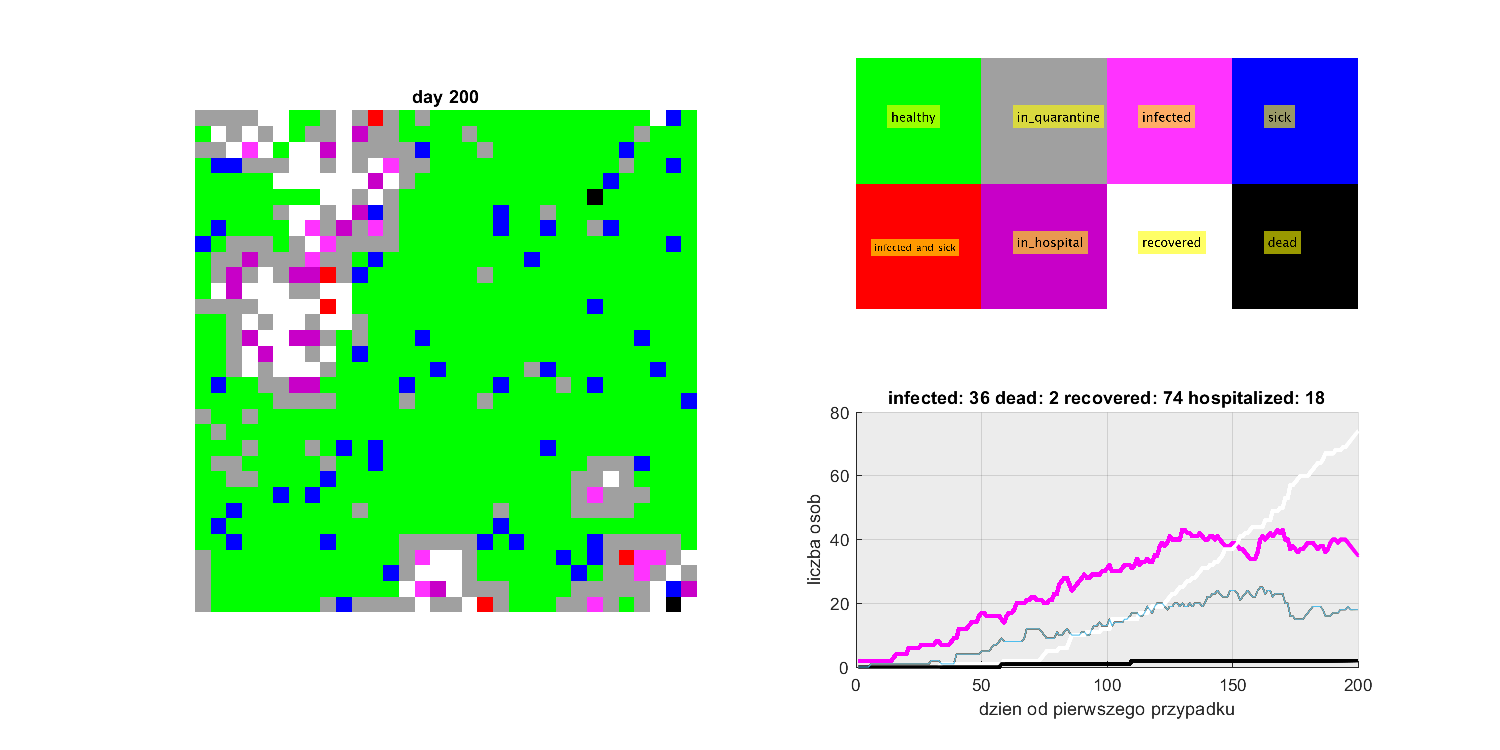 day 200
healthy
in_quarantine
infected
sick
infected and sick
in_hospital
recovered
dead
infected: 36 dead: 2 recovered: 74 hospitalized: 18
80
60
40
20
0
liczba osob
0 50 100 150 200
dzien od pierwszego przypadku